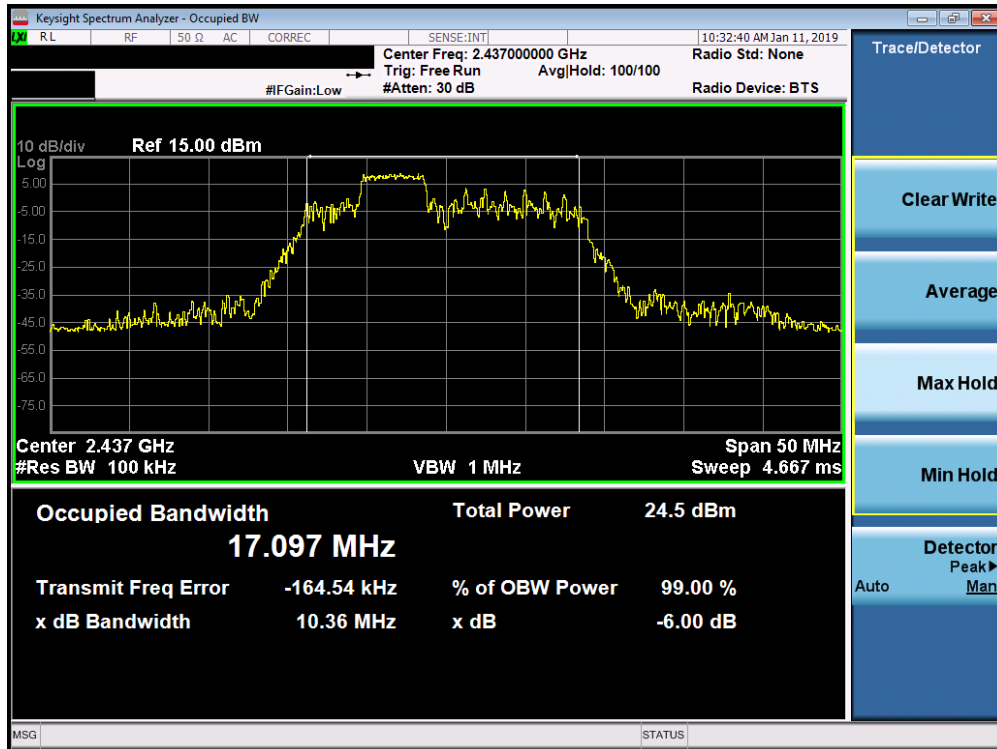 Keysight Spectrum Analyzer - Occupied BW
LXI RL RF 50 Ω AC CORREC SENSE:INT 10:32:40 AM Jan 11, 2019
Center Freq: 2.437000000 GHz Radio Std: None
Trig: Free Run Avg|Hold: 100/100
#IFGain:Low #Atten: 30 dB Radio Device: BTS
10 dB/div Ref 15.00 dBm
Log
5.00
-5.00
-15.0
-25.0
-35.0
-45.0
-55.0
-65.0
-75.0
Center 2.437 GHz Span 50 MHz
#Res BW 100 kHz VBW 1 MHz Sweep 4.667 ms
Occupied Bandwidth Total Power 24.5 dBm
17.097 MHz
Transmit Freq Error -164.54 kHz % of OBW Power 99.00 %
x dB Bandwidth 10.36 MHz x dB -6.00 dB
MSG STATUS
Trace/Detector
Clear Write
Average
Max Hold
Min Hold
Detector
Peak▶
Auto Man